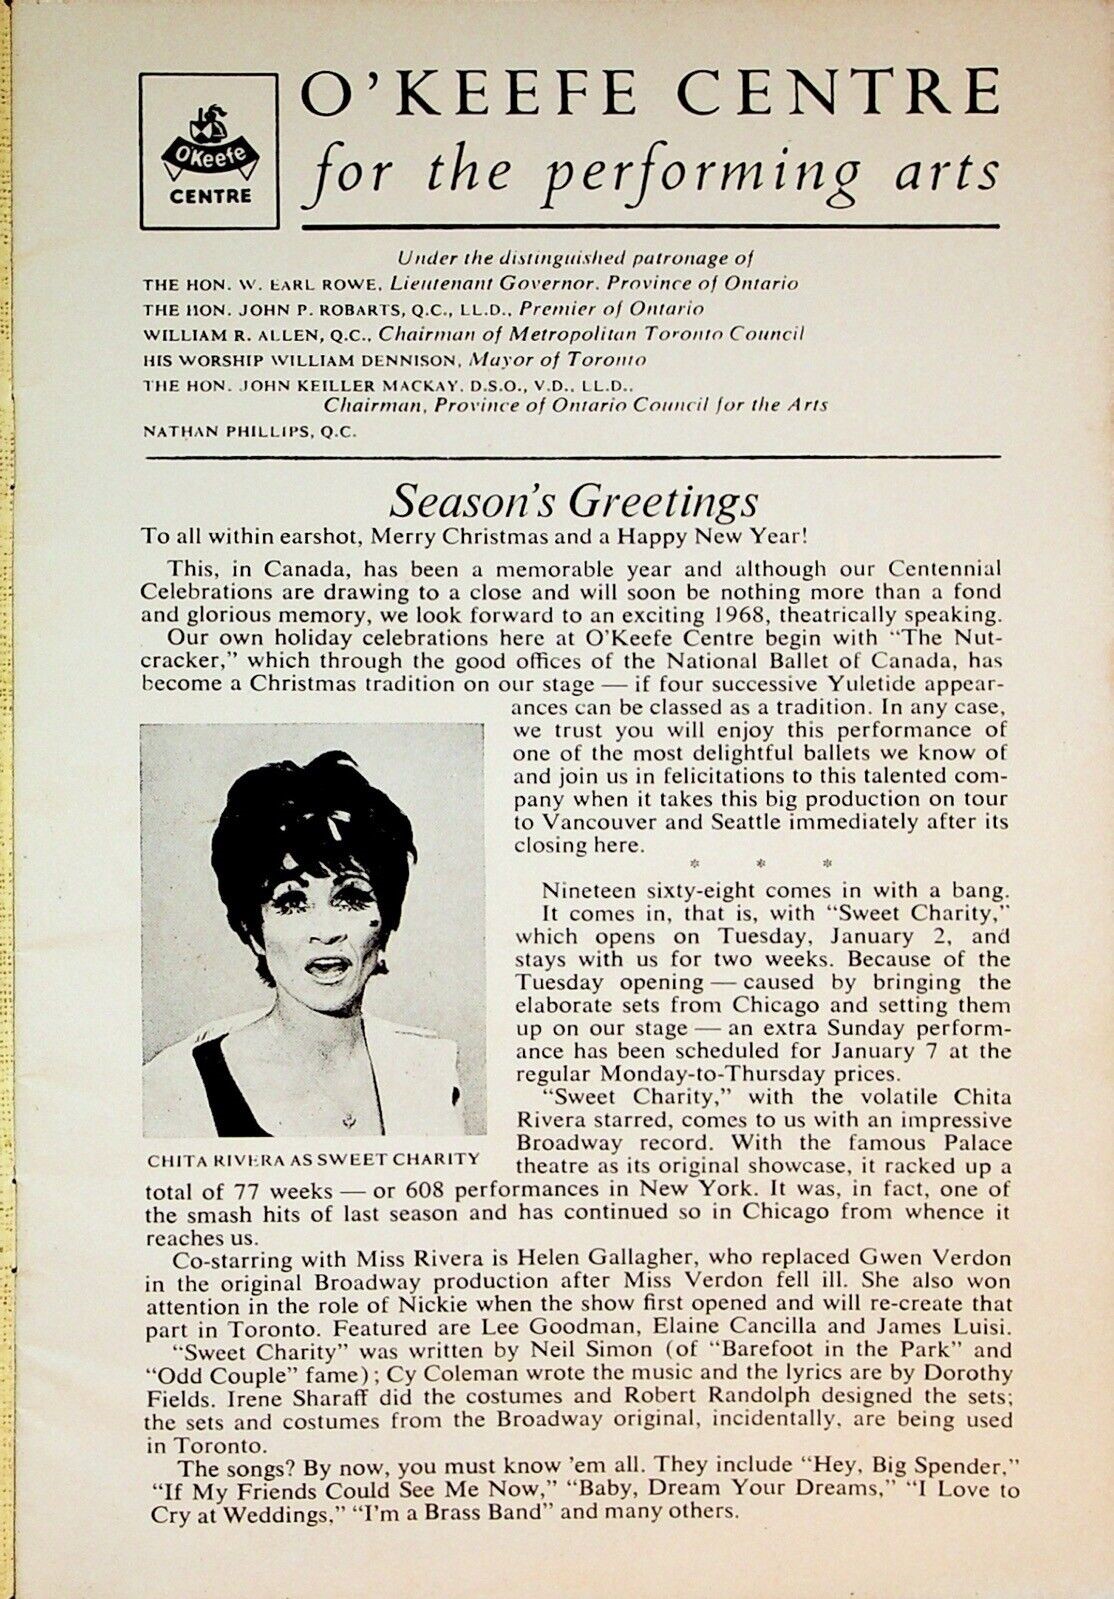 O'KEEFE CENTRE
for the performing arts
O'Keefe
CENTRE
Under the distinguished patronage of
THE HON. W. EARL ROWE, Lieutenant Governor, Province of Ontario
THE HON. JOHN P. ROBARTS, Q.C., LL.D., Premier of Ontario
WILLIAM R. ALLEN, Q.C., Chairman of Metropolitan Toronto Council
HIS WORSHIP WILLIAM DENNISON, Mayor of Toronto
THE HON. JOHN KEILLER MACKAY, D.S.O., V.D., LL.D.,
Chairman, Province of Ontario Council for the Arts
NATHAN PHILLIPS, Q.C.
Season's Greetings
To all within earshot, Merry Christmas and a Happy New Year!
This, in Canada, has been a memorable year and although our Centennial
Celebrations are drawing to a close and will soon be nothing more than a fond
and glorious memory, we look forward to an exciting 1968, theatrically speaking.
Our own holiday celebrations here at O'Keefe Centre begin with "The Nut-
cracker," which through the good offices of the National Ballet of Canada, has
become a Christmas tradition on our stage — if four successive Yuletide appear-
ances can be classed as a tradition. In any case,
we trust you will enjoy this performance of
one of the most delightful ballets we know of
and join us in felicitations to this talented com-
pany when it takes this big production on tour
to Vancouver and Seattle immediately after its
closing here.
* * *
Nineteen sixty-eight comes in with a bang.
It comes in, that is, with "Sweet Charity,"
which opens on Tuesday, January 2, and
stays with us for two weeks. Because of the
Tuesday opening — caused by bringing the
elaborate sets from Chicago and setting them
up on our stage — an extra Sunday perform-
ance has been scheduled for January 7 at the
regular Monday-to-Thursday prices.
"Sweet Charity," with the volatile Chita
Rivera starred, comes to us with an impressive
Broadway record. With the famous Palace
theatre as its original showcase, it racked up a
CHITA RIVERA AS SWEET CHARITY
total of 77 weeks — or 608 performances in New York. It was, in fact, one of
the smash hits of last season and has continued so in Chicago from whence it
reaches us.
Co-starring with Miss Rivera is Helen Gallagher, who replaced Gwen Verdon
in the original Broadway production after Miss Verdon fell ill. She also won
attention in the role of Nickie when the show first opened and will re-create that
part in Toronto. Featured are Lee Goodman, Elaine Cancilla and James Luisi.
"Sweet Charity" was written by Neil Simon (of "Barefoot in the Park" and
"Odd Couple" fame); Cy Coleman wrote the music and the lyrics are by Dorothy
Fields. Irene Sharaff did the costumes and Robert Randolph designed the sets;
the sets and costumes from the Broadway original, incidentally, are being used
in Toronto.
The songs? By now, you must know 'em all. They include "Hey, Big Spender,"
"If My Friends Could See Me Now," "Baby, Dream Your Dreams," "I Love to
Cry at Weddings," "I'm a Brass Band" and many others.